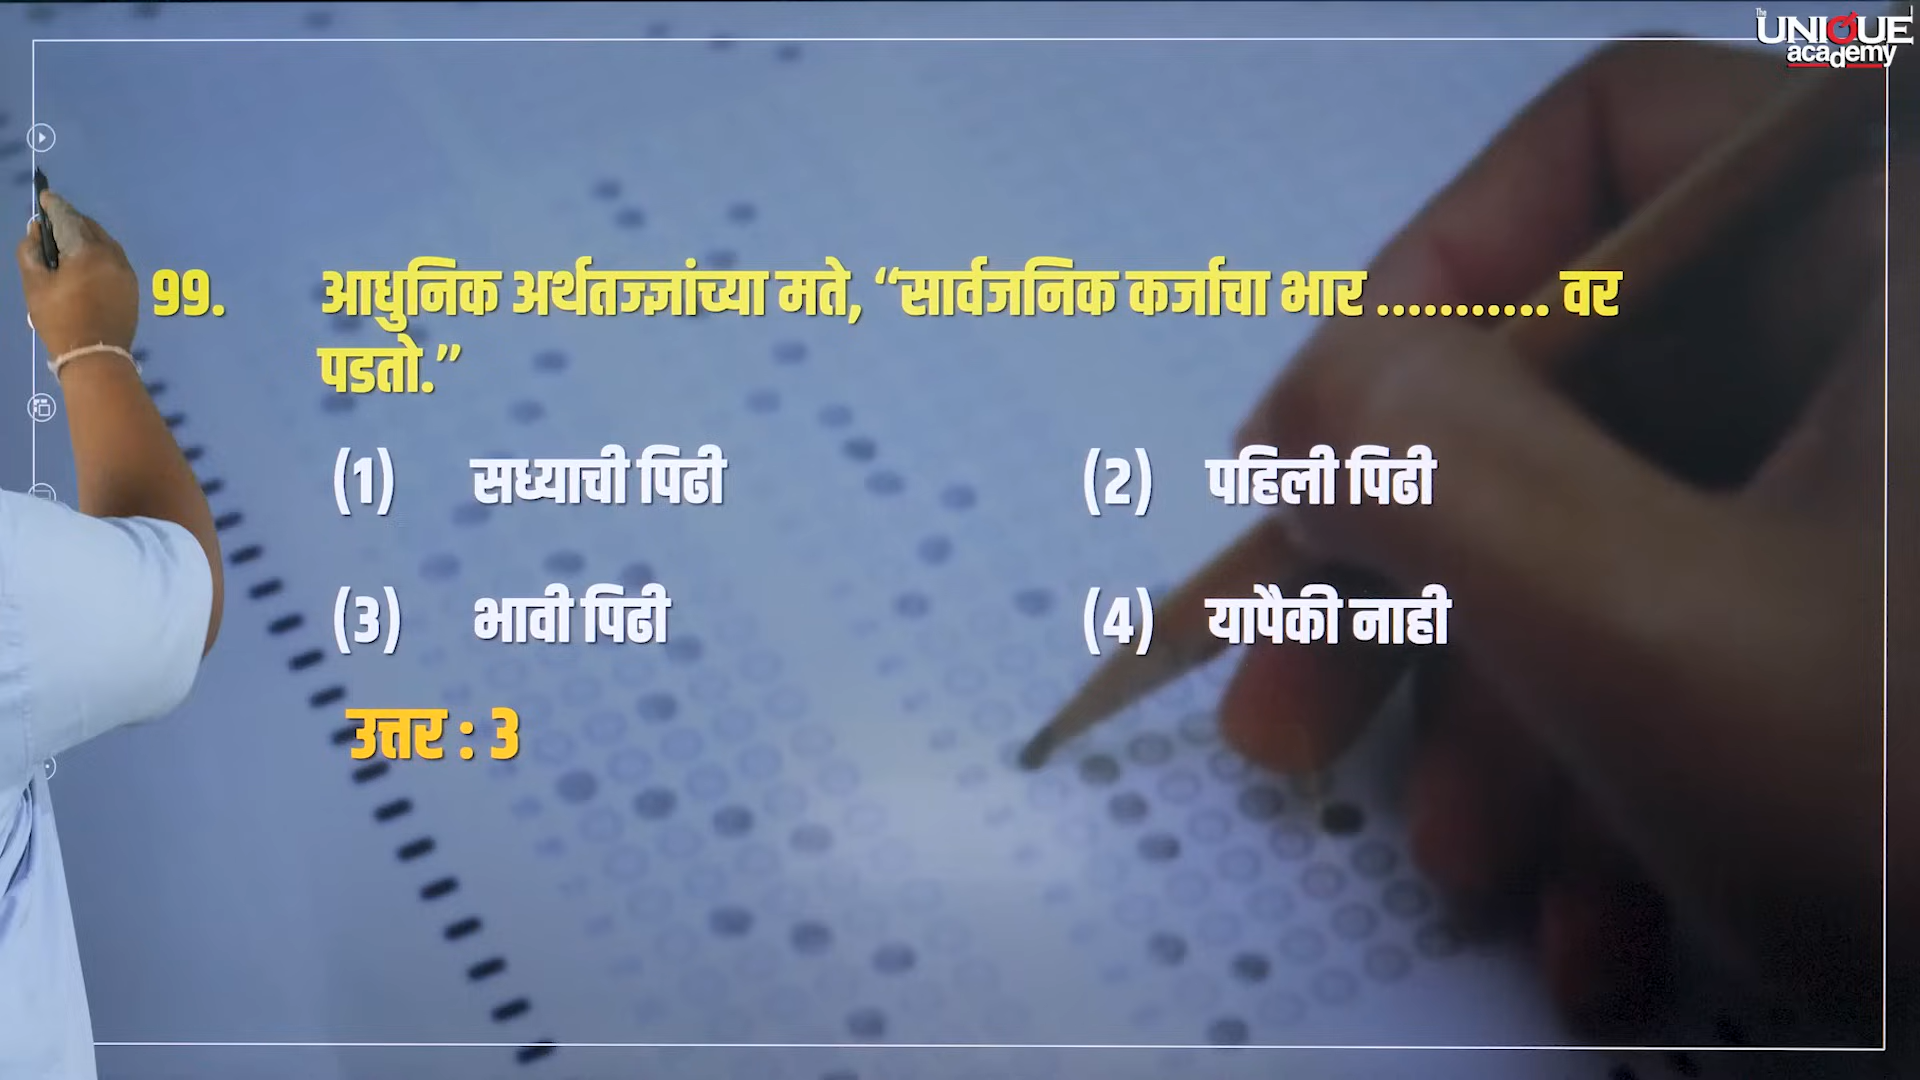 The
UNIQUE
academy
99. आधुनिक अर्थतज्ज्ञांच्या मते, “सार्वजनिक कर्जाचा भार ........... वर
पडतो.”
(1) सध्याची पिढी (2) पहिली पिढी
(3) भावी पिढी (4) यापैकी नाही
उत्तर : 3